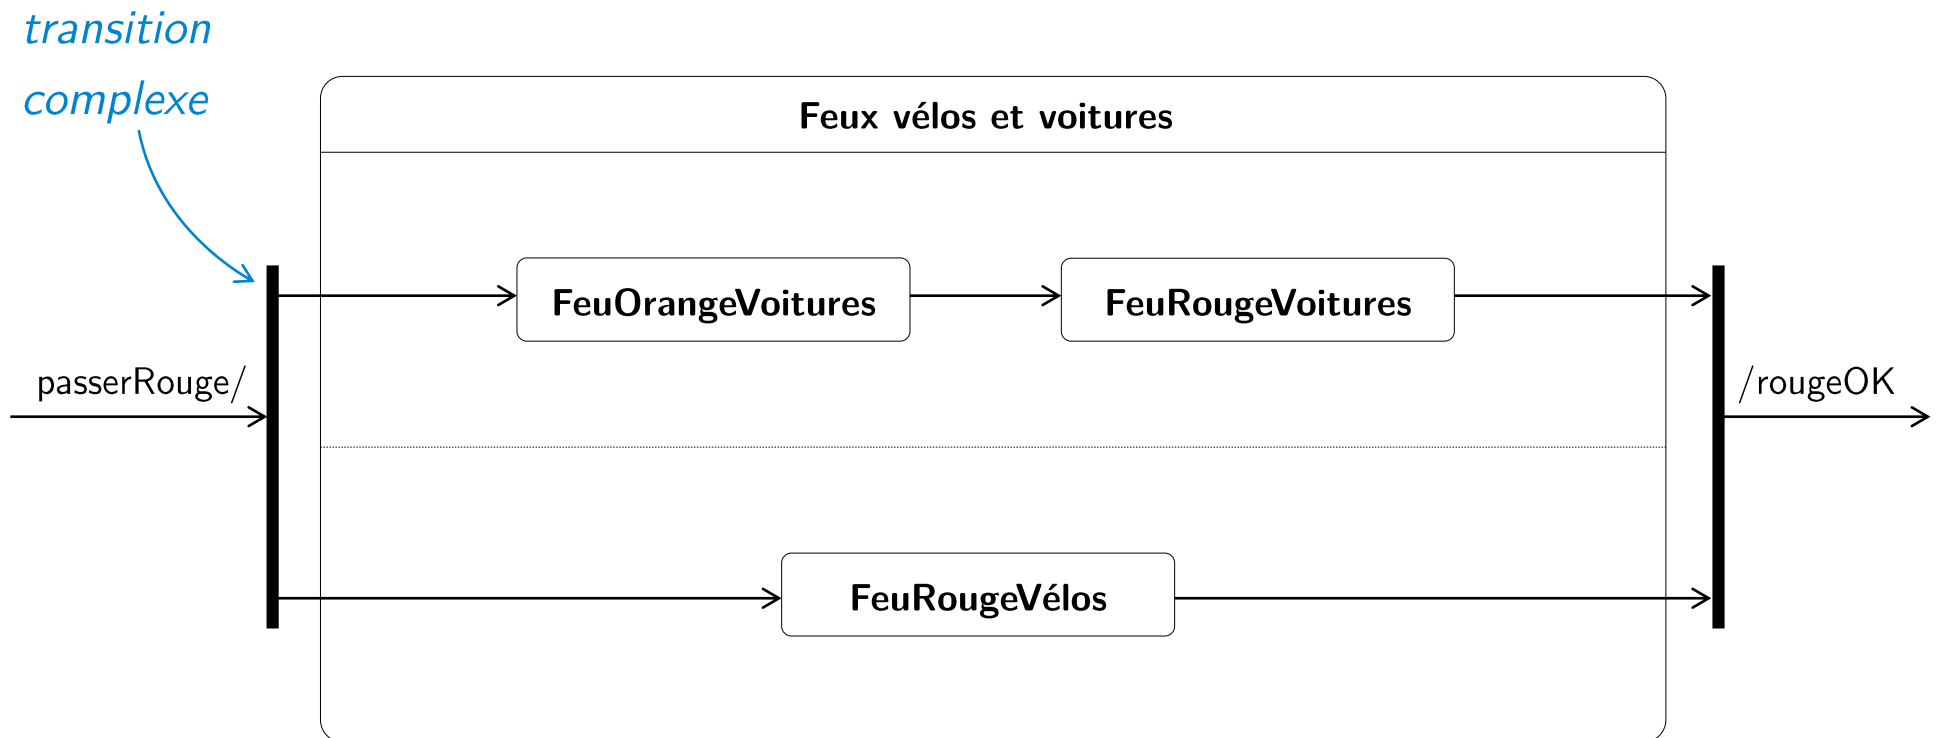 transition
complexe
Feux vélos et voitures
FeuOrangeVoitures
FeuRougeVoitures
passerRouge/
/rougeOK
FeuRougeVélos